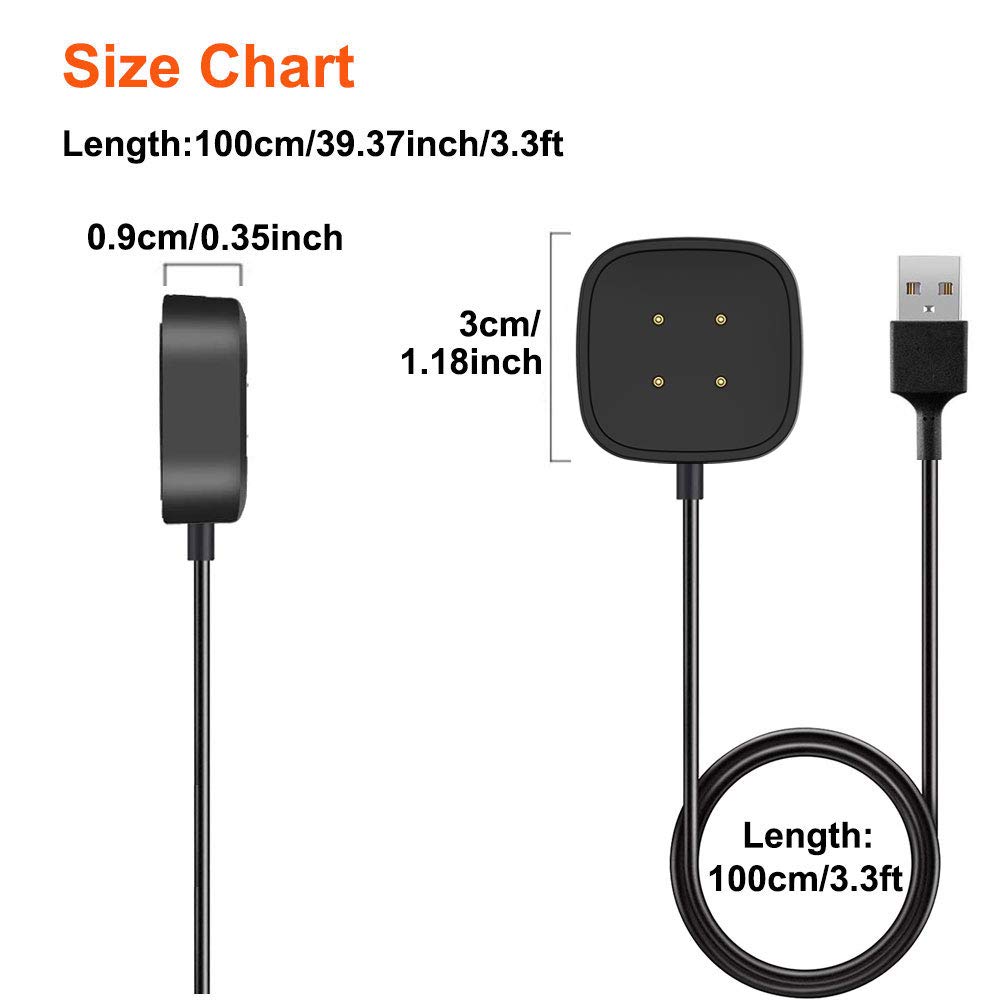 Size Chart
Length:100cm/39.37inch/3.3ft
0.9cm/0.35inch
3cm/
1.18inch
Length:
100cm/3.3ft